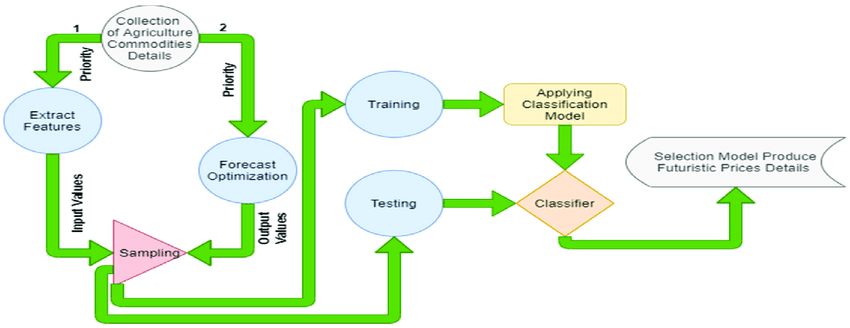 1
Collection
of Agriculture
Commodities
Details
2
Priority
Priority
Extract
Features
Forecast
Optimization
Input Values
Output
Values
Sampling
Training
Testing
Applying
Classification
Model
Classifier
Selection Model Produce
Futuristic Prices Details